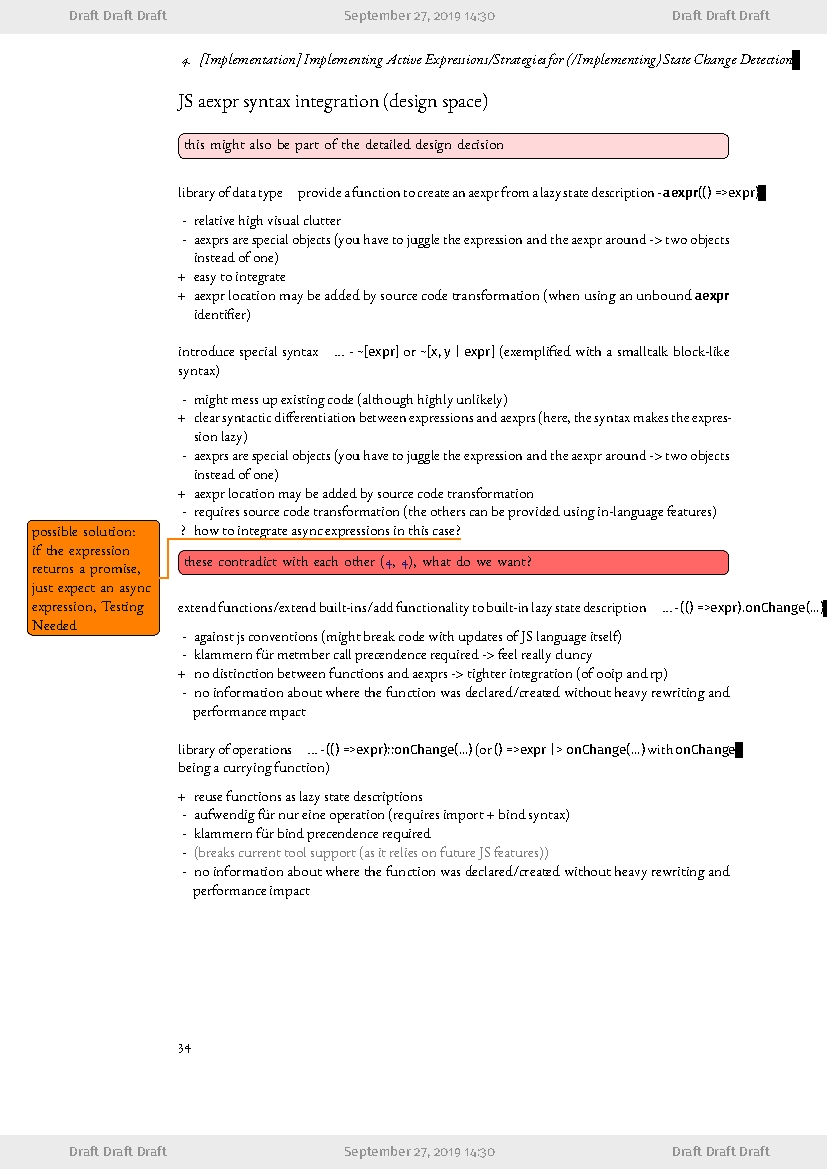 Draft Draft Draft September 27, 2019 14:30 Draft Draft Draft
4. [Implementation] Implementing Active Expressions/Strategies for (/Implementing) State Change Detection
JS aexpr syntax integration (design space)
this might also be part of the detailed design decision
library of data type ​ provide a function to create an aexpr from a lazy state description - aexpr(() =>expr)
- relative high visual clutter
- aexprs are special objects (you have to juggle the expression and the aexpr around -> two objects
instead of one)
+ easy to integrate
+ aexpr location may be added by source code transformation (when using an unbound aexpr
identifier)
introduce special syntax ... - ~[expr] or ~[x, y | expr] (exemplified with a smalltalk block-like
syntax)
- might mess up existing code (although highly unlikely)
+ clear syntactic differentiation between expressions and aexprs (here, the syntax makes the expres-
sion lazy)
- aexprs are special objects (you have to juggle the expression and the aexpr around -> two objects
instead of one)
+ aexpr location may be added by source code transformation
- requires source code transformation (the others can be provided using in-language features)
? how to integrate async expressions in this case?
possible solution:
if the expression
returns a promise,
just expect an async
expression, Testing
Needed
these contradict with each other (4, 4), what do we want?
extend functions/extend built-ins/add functionality to built-in lazy state description ... - (() =>expr).onChange(...)
- against js conventions (might break code with updates of JS language itself)
- klammern für metmber call precendence required -> feel really cluncy
+ no distinction between functions and aexprs -> tighter integration (of ooip and rp)
- no information about where the function was declared/created without heavy rewriting and
performance mpact
library of operations ... - (() =>expr)::onChange(...) (or () =>expr |> onChange(...) with onChange
being a currying function)
+ reuse functions as lazy state descriptions
- aufwendig für nur eine operation (requires import + bind syntax)
- klammern für bind precendence required
- (breaks current tool support (as it relies on future JS features))
- no information about where the function was declared/created without heavy rewriting and
performance impact
34
Draft Draft Draft September 27, 2019 14:30 Draft Draft Draft